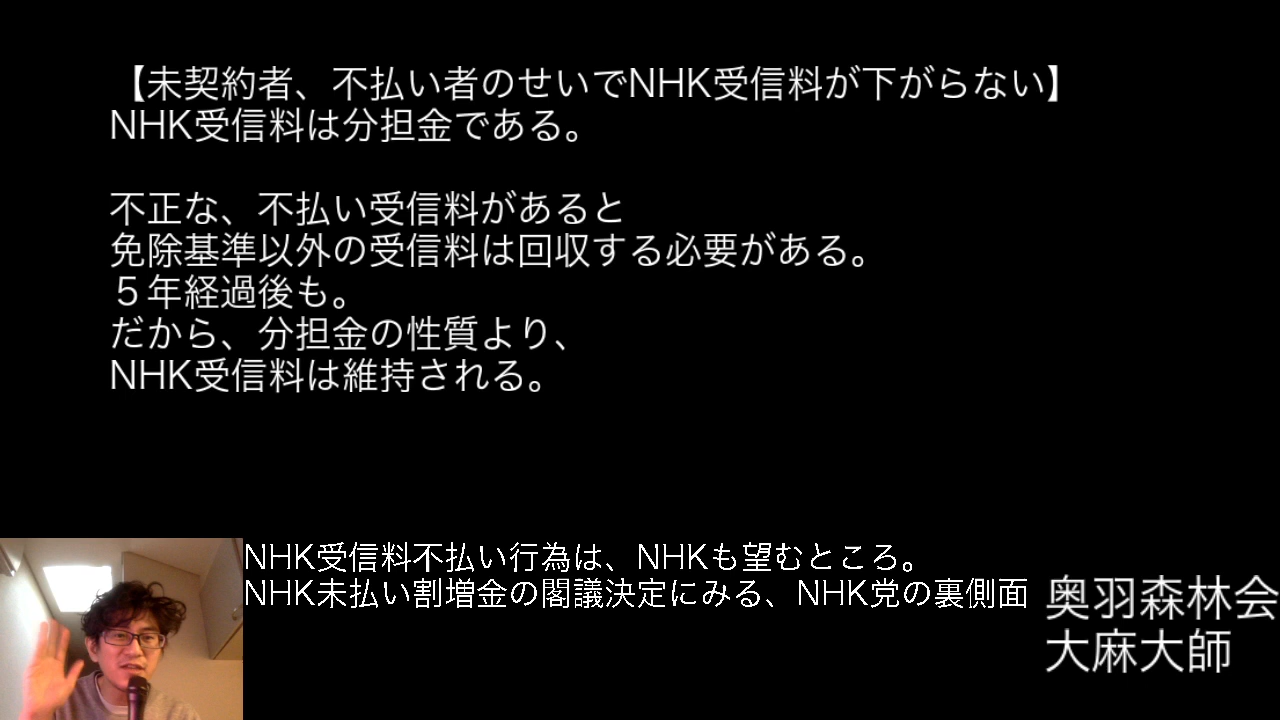 【未契約者、不払い者のせいでNHK受信料が下がらない】
NHK受信料は分担金である。
不正な、不払い受信料があると
免除基準以外の受信料は回収する必要がある。
５年経過後も。
だから、分担金の性質より、
NHK受信料は維持される。
NHK受信料不払い行為は、NHKも望むところ。
NHK未払い割増金の閣議決定にみる、NHK党の裏側面
奥羽森林会
大麻大師